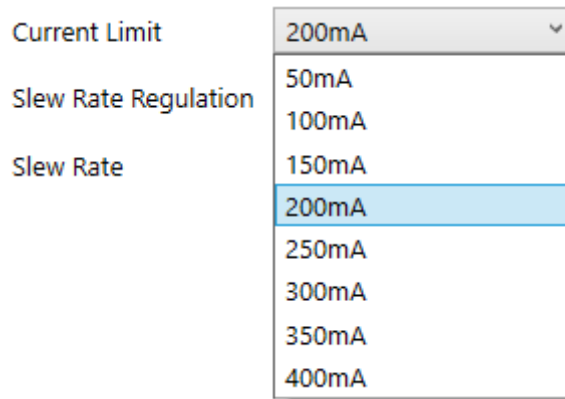 Current Limit 200mA
50mA
Slew Rate Regulation
100mA
Slew Rate 150mA
200mA
250mA
300mA
350mA
400mA